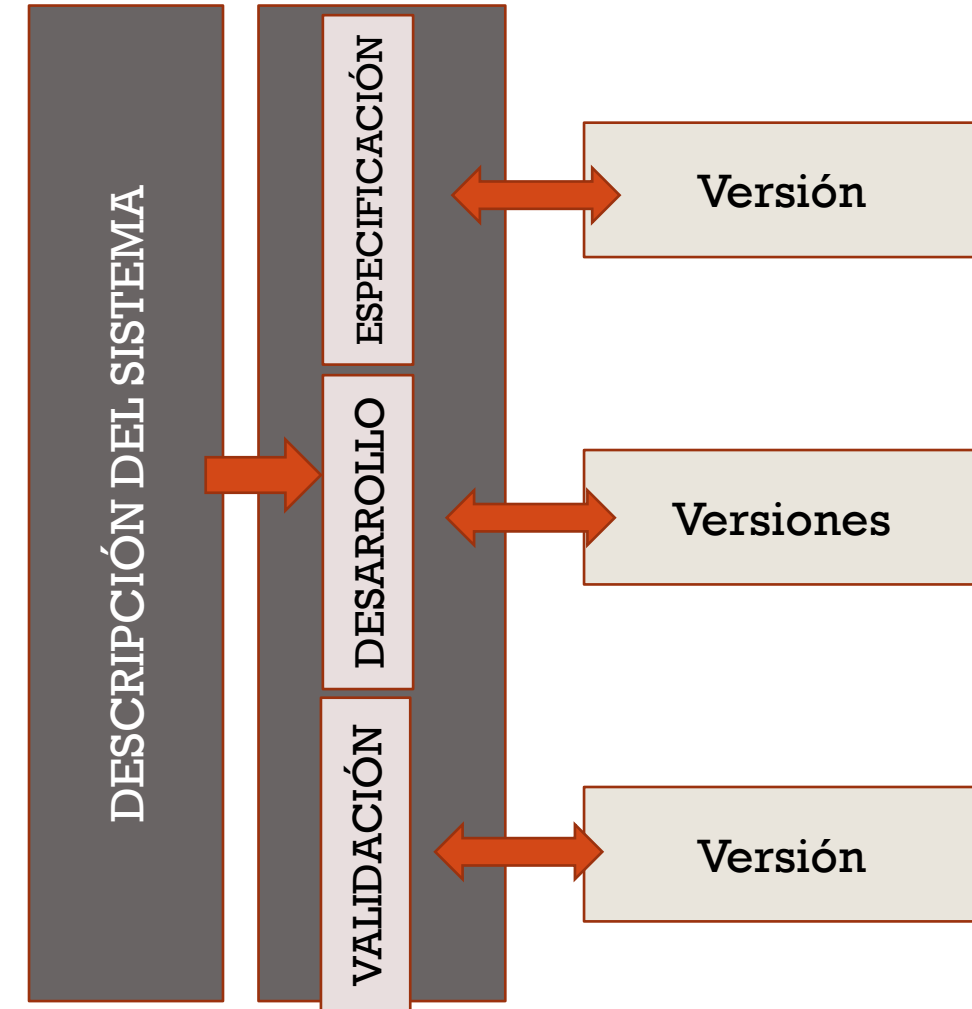 DESCRIPCIÓN DEL SISTEMA
ESPECIFICACIÓN
DESARROLLO
VALIDACIÓN
Versión
Versiones
Versión